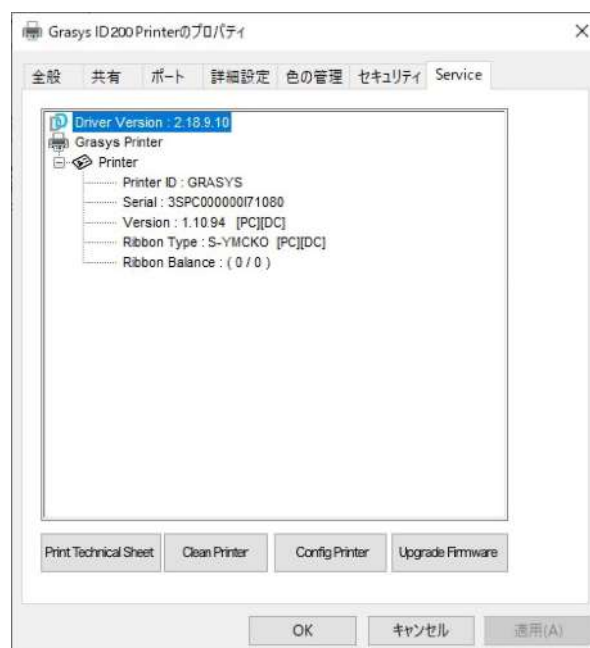 Grasys ID200 Printerのプロパティ
全般 共有 ポート 詳細設定 色の管理 セキュリティ Service
Driver Version : 2.18.9.10
Grasys Printer
Printer
Printer ID : GRASYS
Serial : 3SPC000000I71080
Version : 1.10.94 [PC][DC]
Ribbon Type : S-YMCKO [PC][DC]
Ribbon Balance : ( 0 / 0 )
Print Technical Sheet Clean Printer Config Printer Upgrade Firmware
OK キャンセル 適用(A)